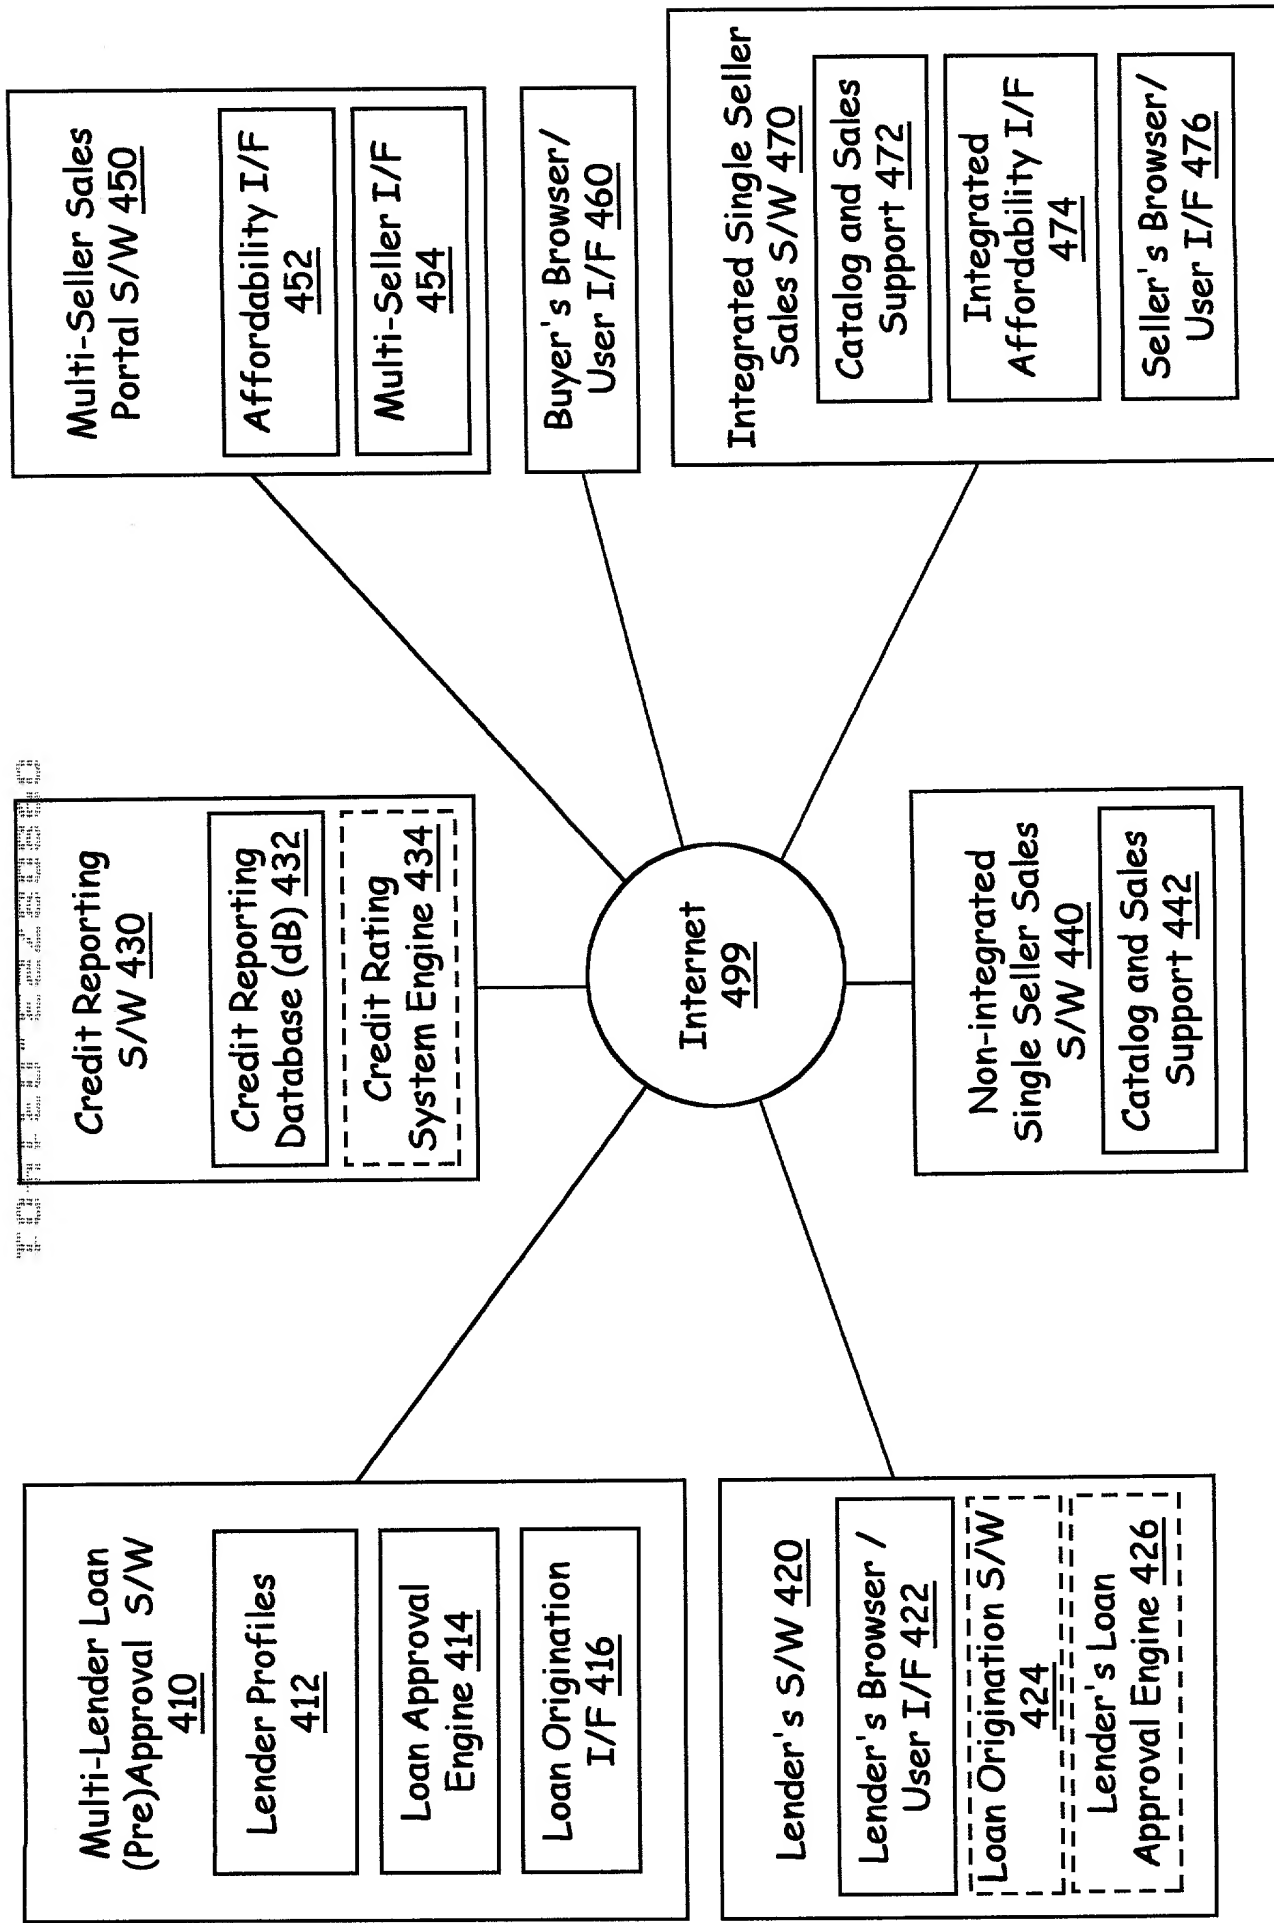 Multi-Lender Loan
(Pre)Approval S/W
410
Lender Profiles
412
Loan Approval
Engine 414
Loan Origination
I/F 416
Lender's S/W 420
Lender's Browser /
User I/F 422
Loan Origination S/W
424
Lender's Loan
Approval Engine 426
Credit Reporting
S/W 430
Credit Reporting
Database (dB) 432
Credit Rating
System Engine 434
Internet
499
Non-integrated
Single Seller Sales
S/W 440
Catalog and Sales
Support 442
Multi-Seller Sales
Portal S/W 450
Affordability I/F
452
Multi-Seller I/F
454
Buyer's Browser/
User I/F 460
Integrated Single Seller
Sales S/W 470
Catalog and Sales
Support 472
Integrated
Affordability I/F
474
Seller's Browser/
User I/F 476